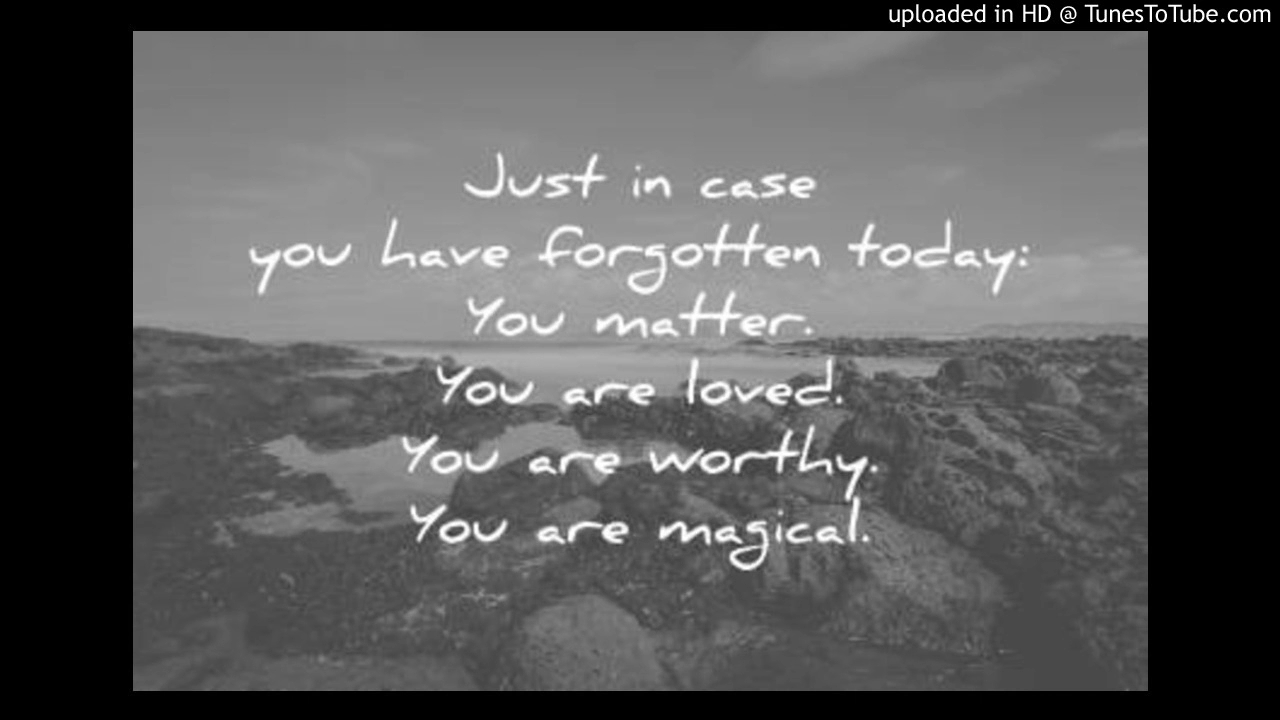 uploaded in HD @ TunesToTube.com
Just in case
you have forgotten today:
You matter.
You are loved.
You are worthy.
You are magical.